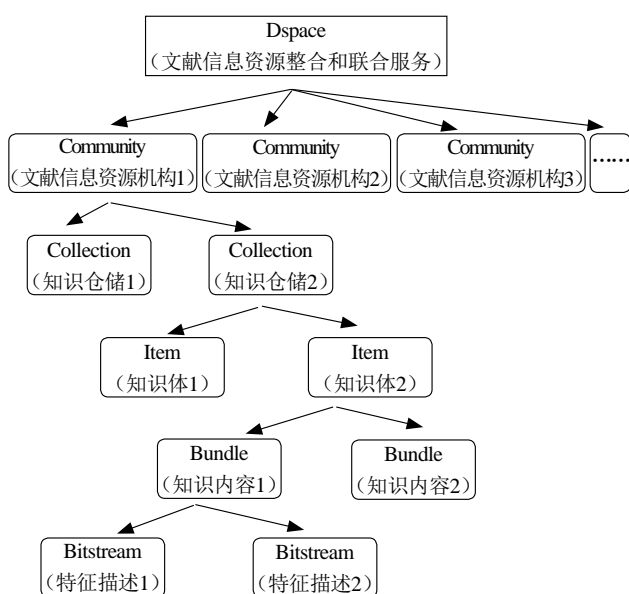 Dspace
（文献信息资源整合和联合服务）
Community
（文献信息资源机构1）
Community
（文献信息资源机构2）
Community
（文献信息资源机构3）
……
Collection
（知识仓储1）
Collection
（知识仓储2）
Item
（知识体1）
Item
（知识体2）
Bundle
（知识内容1）
Bundle
（知识内容2）
Bitstream
（特征描述1）
Bitstream
（特征描述2）